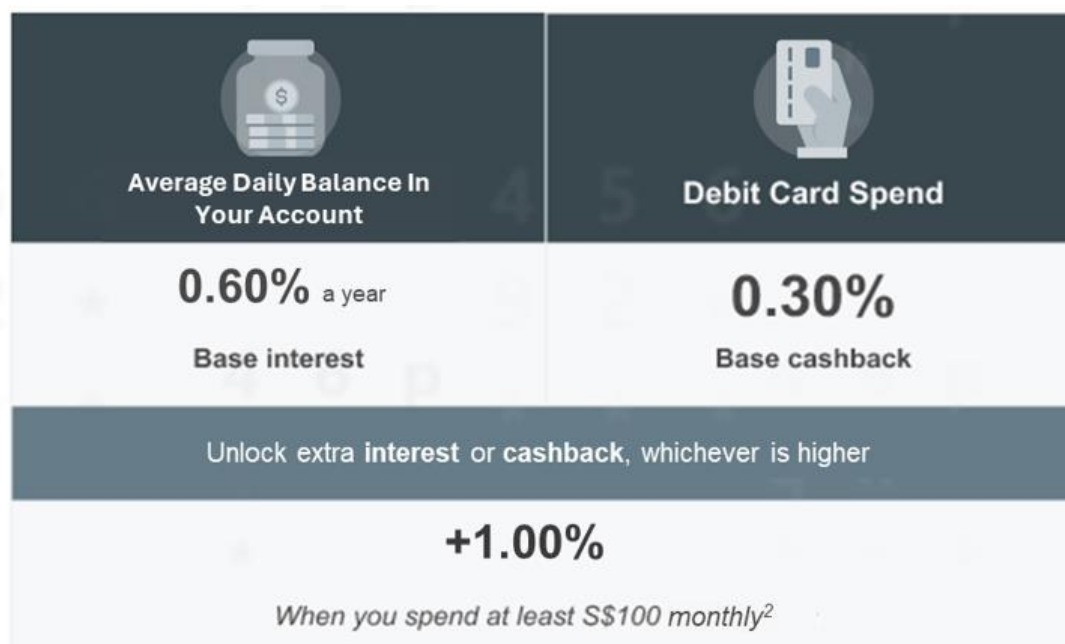 $
Average Daily Balance In
Your Account
Debit Card Spend
0.60% a year
Base interest
0.30%
Base cashback
Unlock extra interest or cashback, whichever is higher
+1.00%
When you spend at least S$100 monthly²